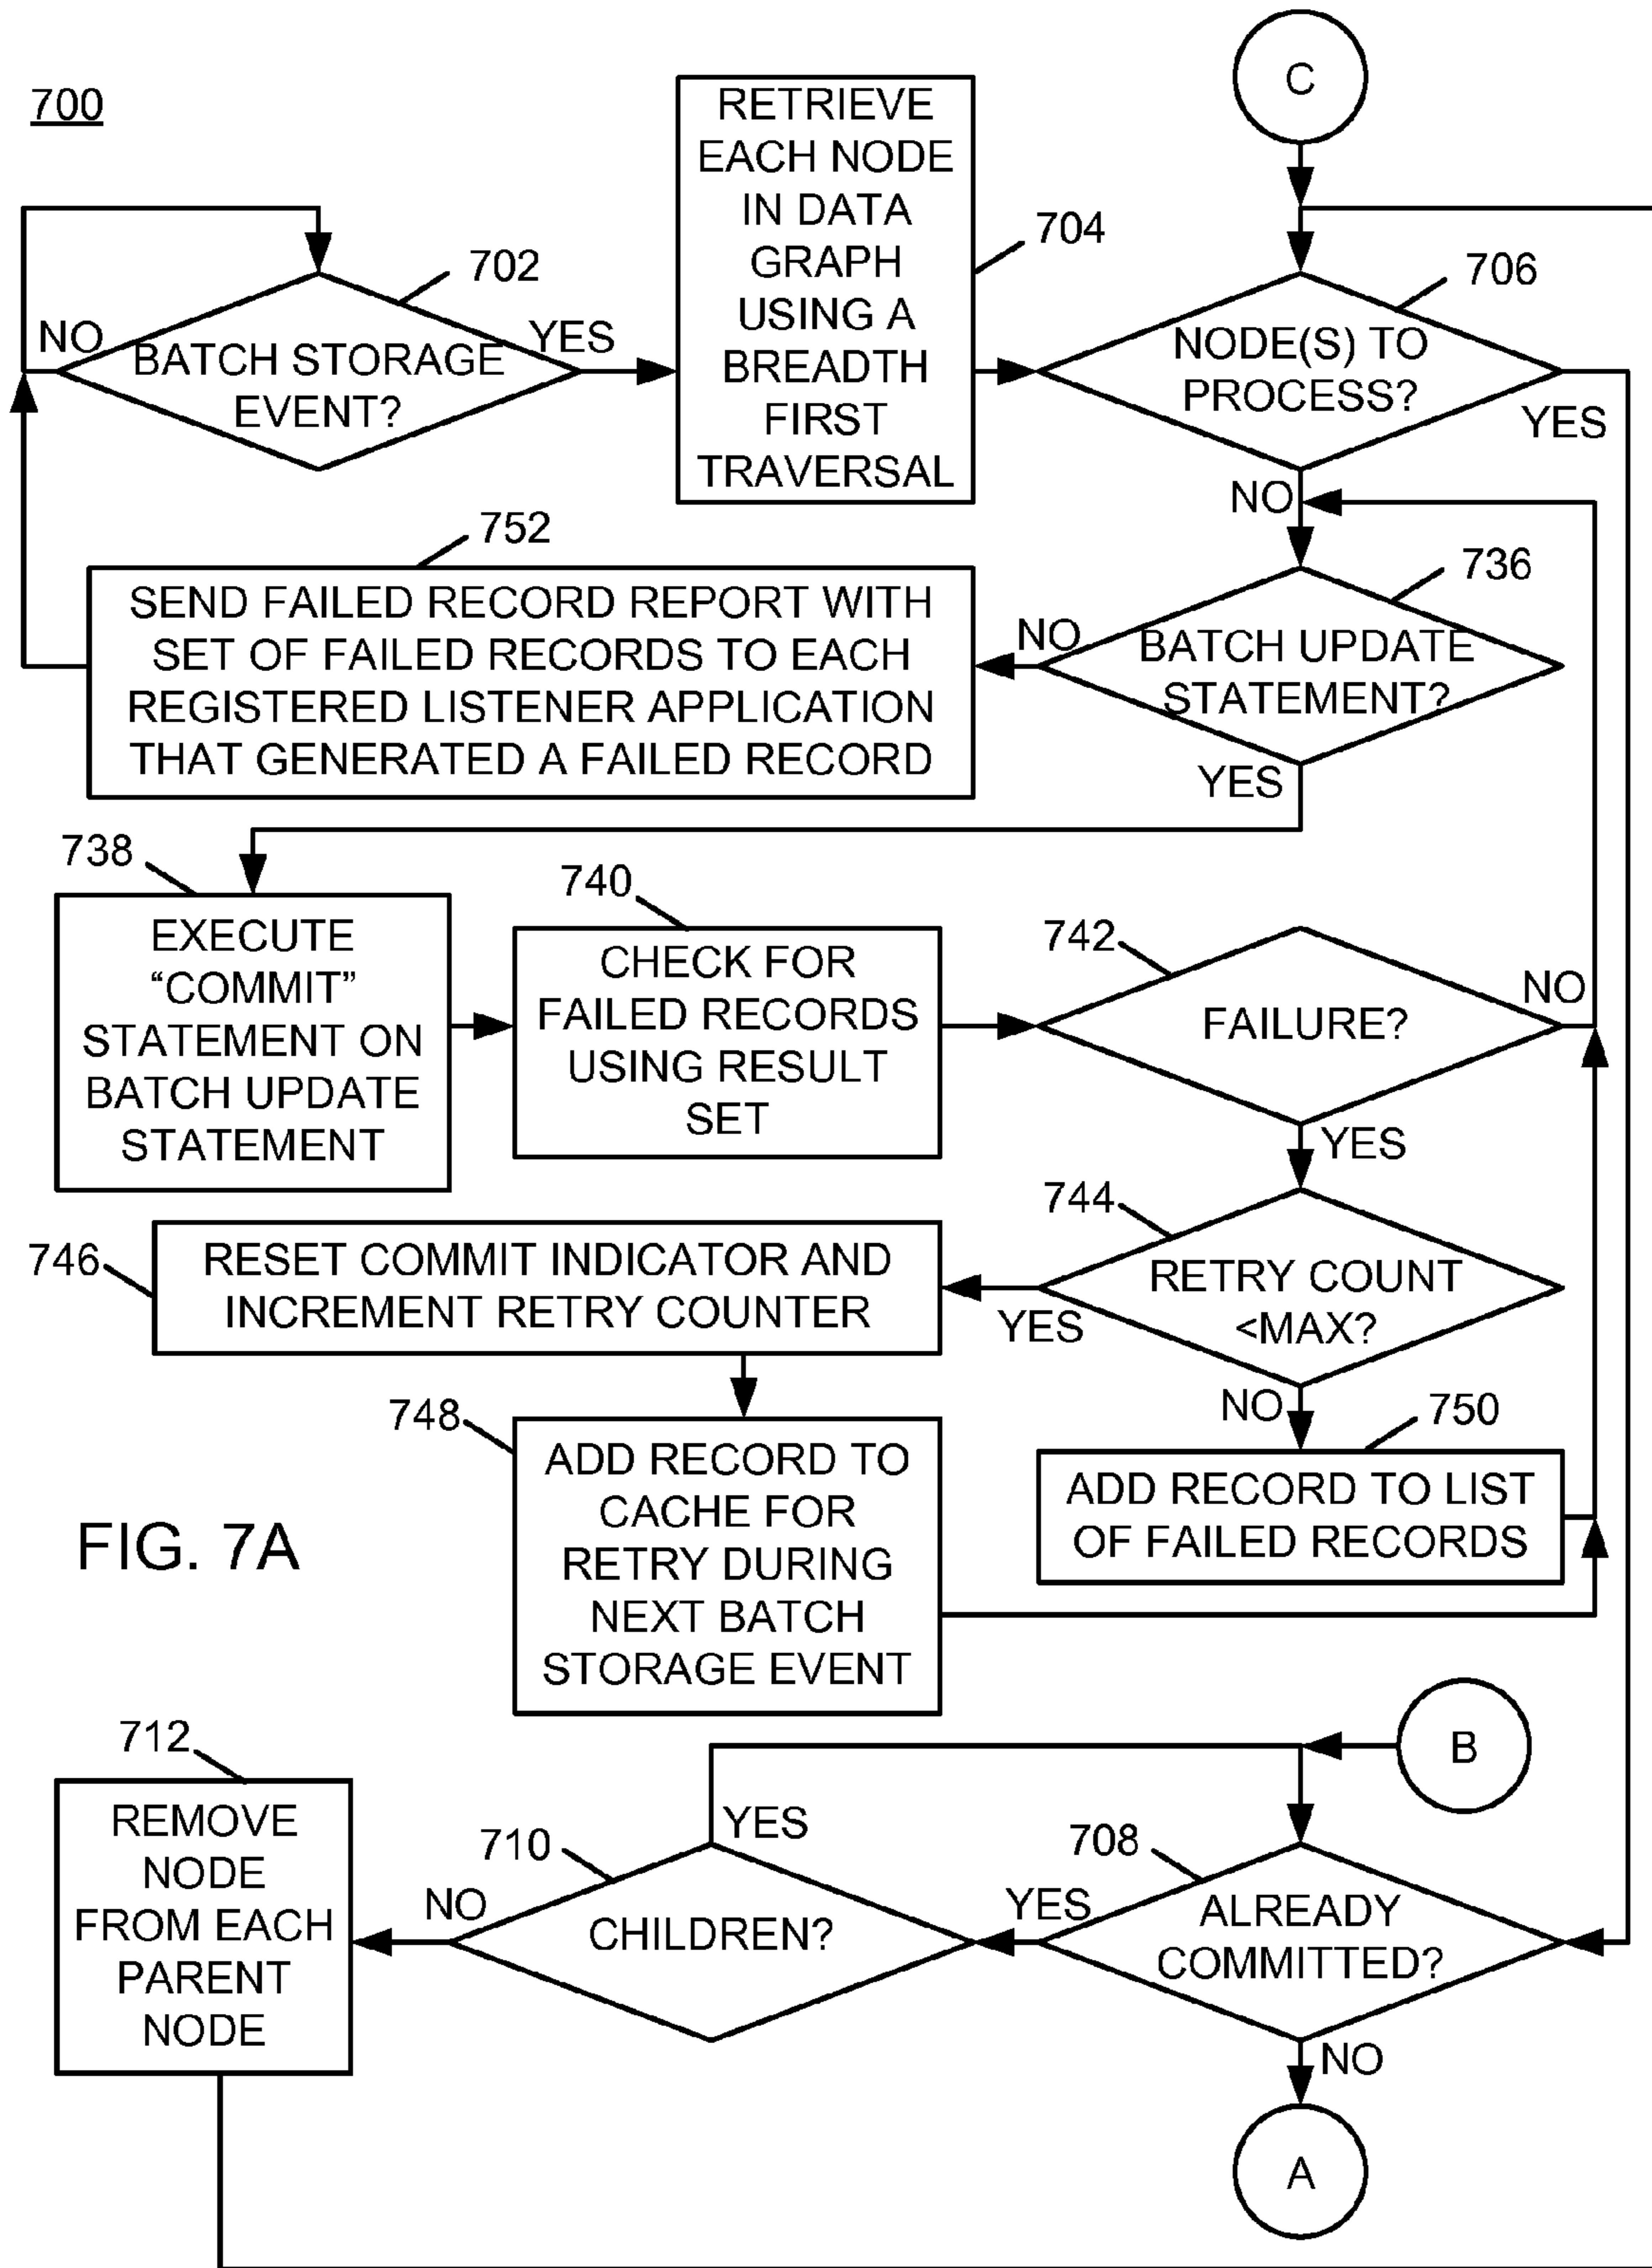 700
C
702
NO
YES
BATCH STORAGE
EVENT?
RETRIEVE
EACH NODE
IN DATA
GRAPH
USING A
BREADTH
FIRST
TRAVERSAL
704
706
NODE(S) TO
PROCESS?
YES
NO
752
SEND FAILED RECORD REPORT WITH
SET OF FAILED RECORDS TO EACH
REGISTERED LISTENER APPLICATION
THAT GENERATED A FAILED RECORD
736
NO
BATCH UPDATE
STATEMENT?
YES
738
EXECUTE
“COMMIT”
STATEMENT ON
BATCH UPDATE
STATEMENT
740
CHECK FOR
FAILED RECORDS
USING RESULT
SET
742
FAILURE?
NO
YES
744
RETRY COUNT
<MAX?
YES
NO
746
RESET COMMIT INDICATOR AND
INCREMENT RETRY COUNTER
748
ADD RECORD TO
CACHE FOR
RETRY DURING
NEXT BATCH
STORAGE EVENT
750
ADD RECORD TO LIST
OF FAILED RECORDS
FIG. 7A
B
712
REMOVE
NODE
FROM EACH
PARENT
NODE
710
YES
NO
CHILDREN?
708
YES
ALREADY
COMMITTED?
NO
A